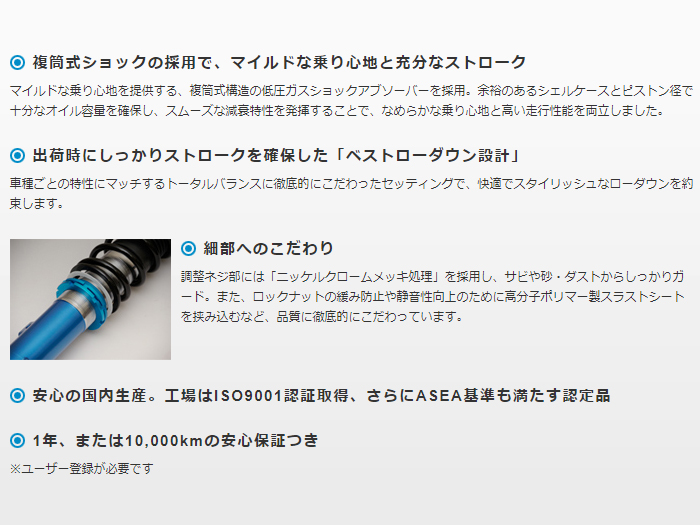 複筒式ショックの採用で、マイルドな乗り心地と充分なストローク
マイルドな乗り心地を提供する、複筒式構造の低圧ガスショックアブソーバーを採用。余裕のあるシェルケースとピストン径で
十分なオイル容量を確保し、スムーズな減衰特性を発揮することで、なめらかな乗り心地と高い走行性能を両立しました。
出荷時にしっかりストロークを確保した「ベストローダウン設計」
車種ごとの特性にマッチするトータルバランスに徹底的にこだわったセッティングで、快適でスタイリッシュなローダウンを約
束します。
細部へのこだわり
調整ネジ部には「ニッケルクロームメッキ処理」を採用し、サビや砂・ダストからしっかりガ
ード。また、ロックナットの緩み防止や静音性向上のために高分子ポリマー製スラストシート
を挟み込むなど、品質に徹底的にこだわっています。
安心の国内生産。工場はISO9001認証取得、さらにASEA基準も満たす認定品
1年、または10,000kmの安心保証つき
※ユーザー登録が必要です